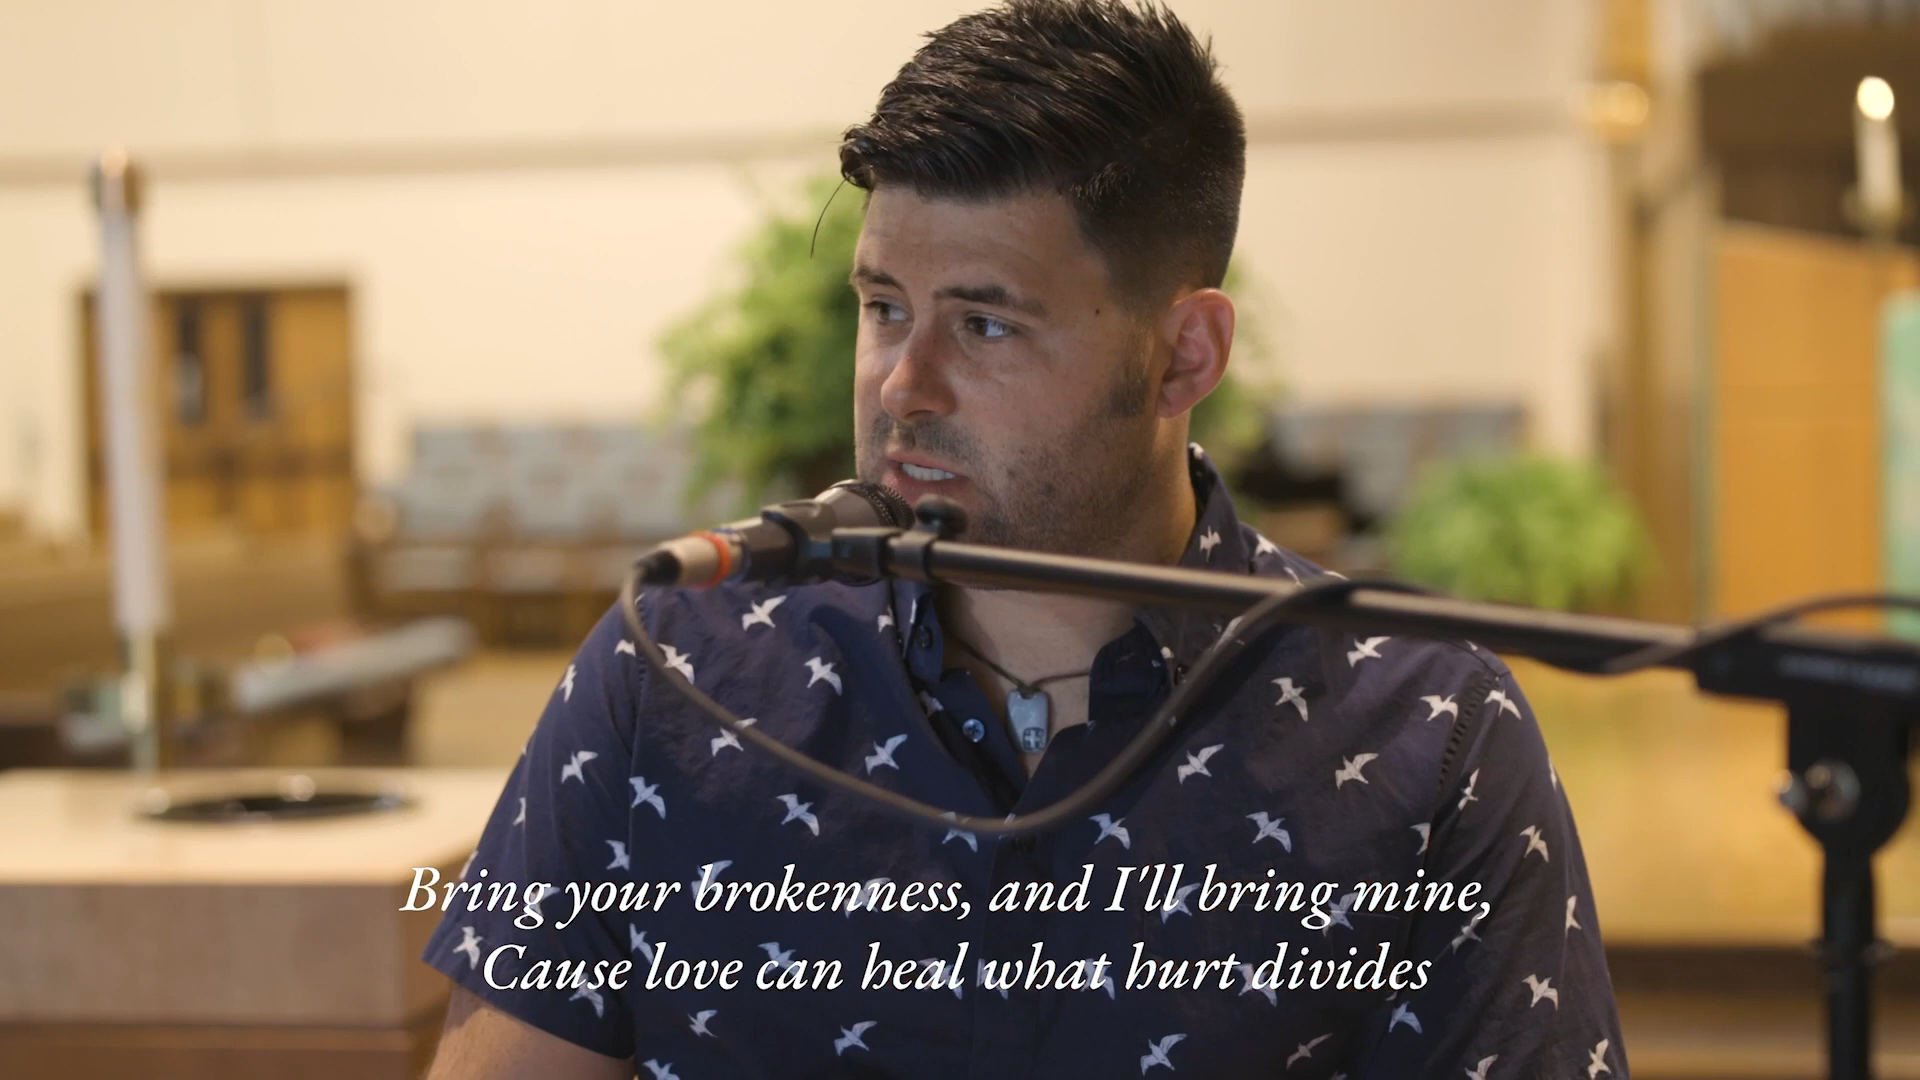 Bring your brokenness, and I'll bring mine,
Cause love can heal what hurt divides